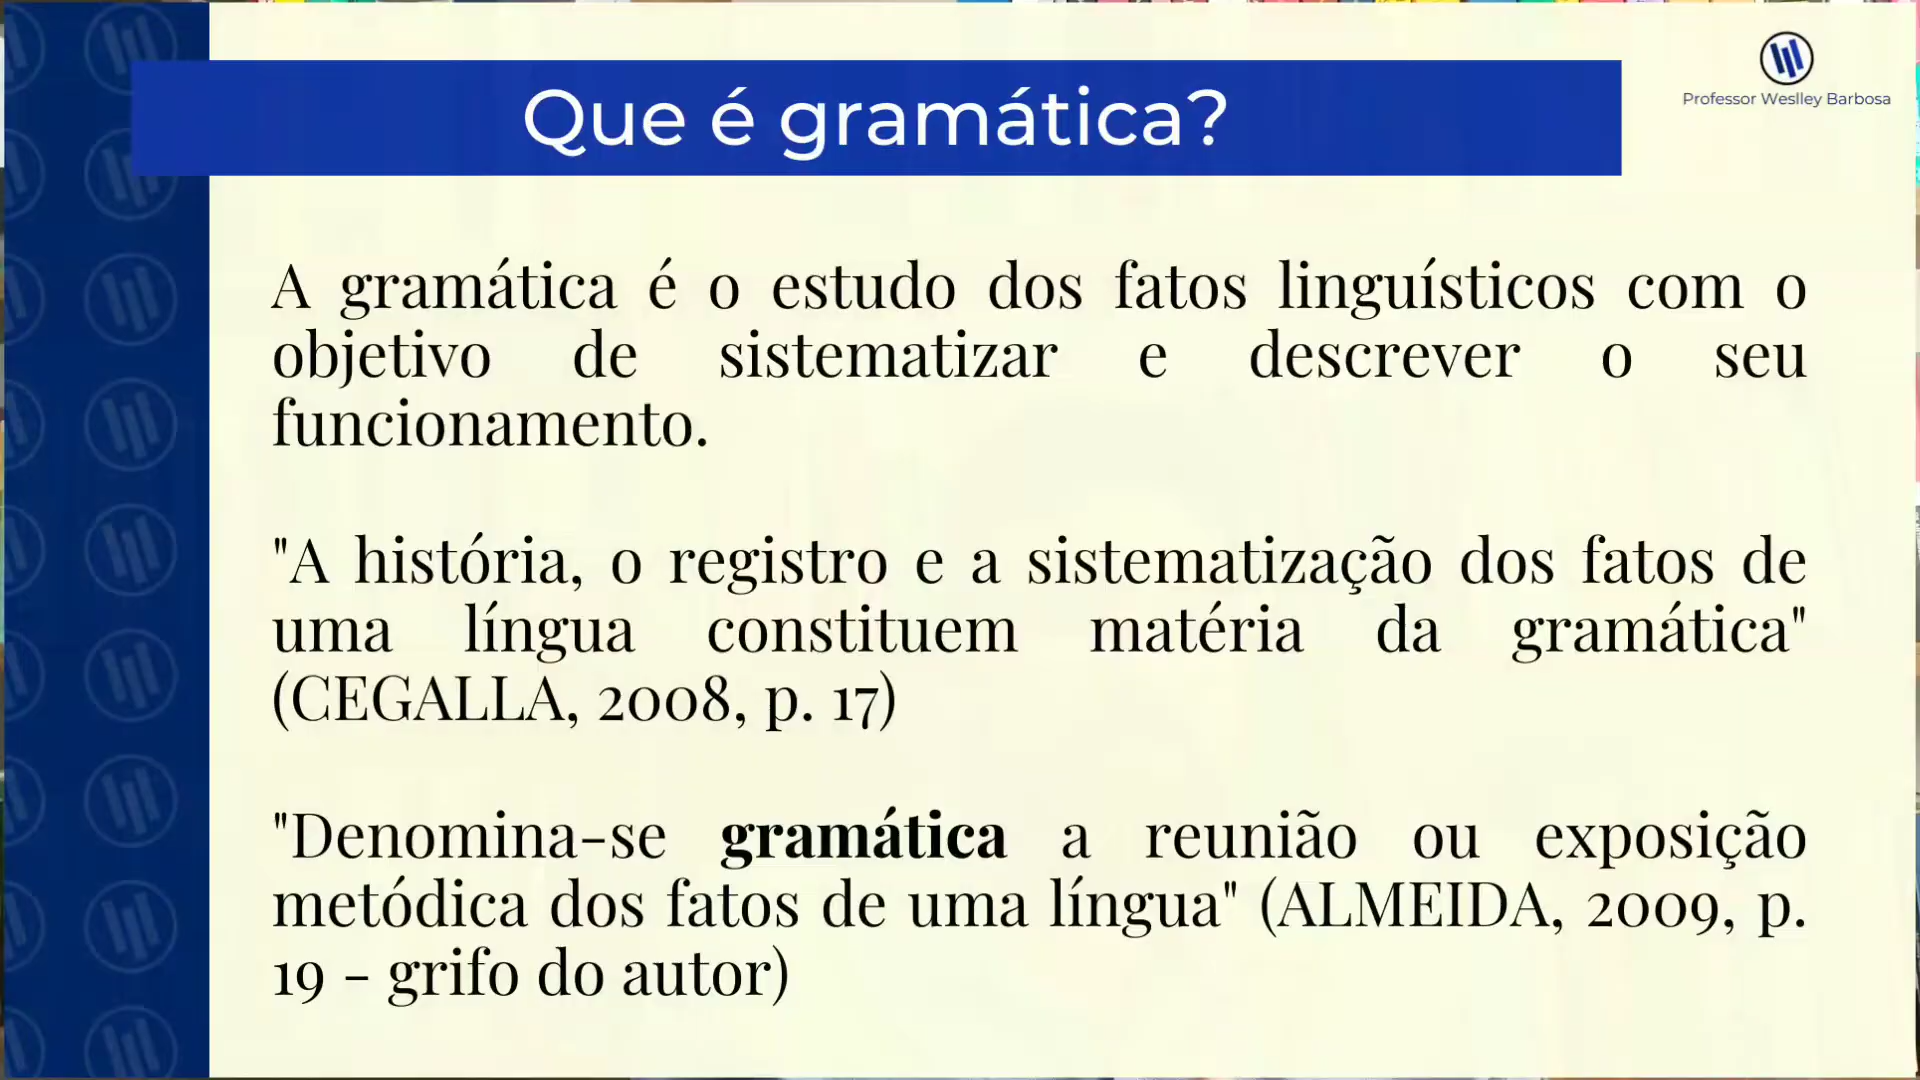 Que é gramática?
Professor Weslley Barbosa
A gramática é o estudo dos fatos linguísticos com o
objetivo de sistematizar e descrever o seu
funcionamento.
"A história, o registro e a sistematização dos fatos de
uma língua constituem matéria da gramática"
(CEGALLA, 2008, p. 17)
"Denomina-se gramática a reunião ou exposição
metódica dos fatos de uma língua" (ALMEIDA, 2009, p.
19 - grifo do autor)